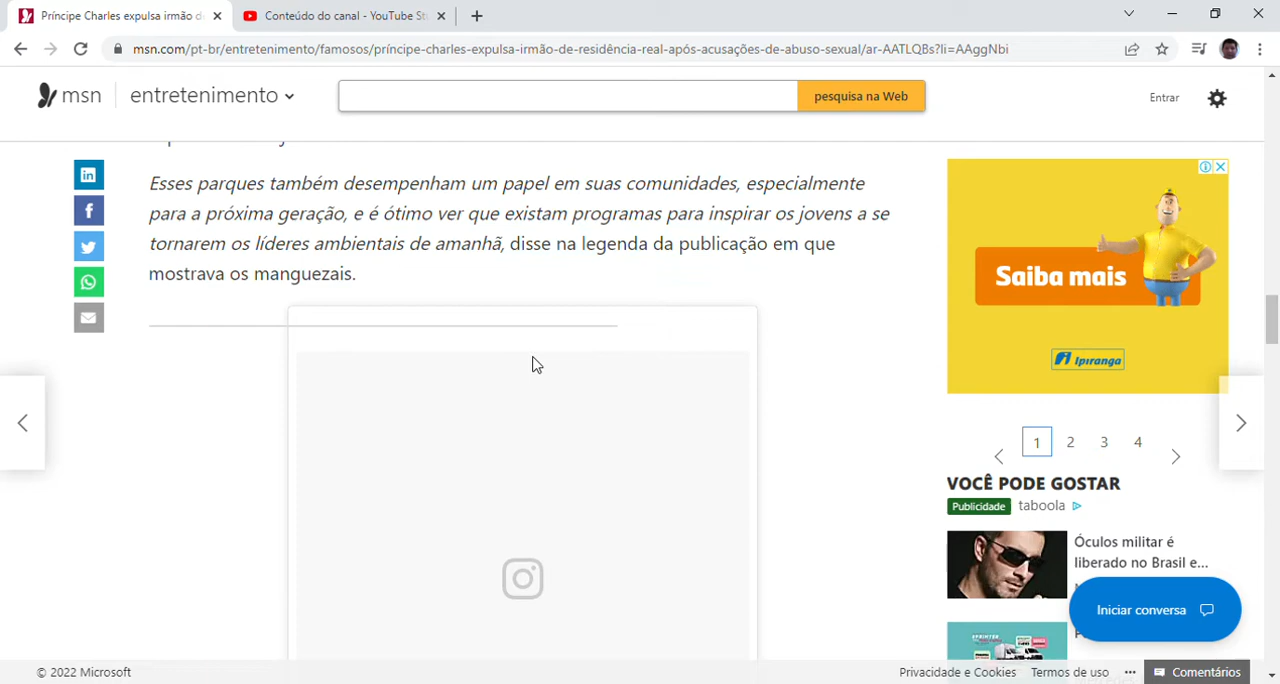 Príncipe Charles expulsa irmão d
Conteúdo do canal - YouTube St
msn.com/pt-br/entretenimento/famosos/príncipe-charles-expulsa-irmão-de-residência-real-após-acusações-de-abuso-sexual/ar-AATLQBs?li=AAggNbi
msn
entretenimento
pesquisa na Web
Entrar
Esses parques também desempenham um papel em suas comunidades, especialmente
para a próxima geração, e é ótimo ver que existam programas para inspirar os jovens a se
tornarem os líderes ambientais de amanhã, disse na legenda da publicação em que
mostrava os manguezais.
Saiba mais
Ipiranga
1 2 3 4
VOCÊ PODE GOSTAR
Publicidade taboola
Óculos militar é
liberado no Brasil e...
Iniciar conversa
© 2022 Microsoft
Privacidade e Cookies Termos de uso ... Comentários